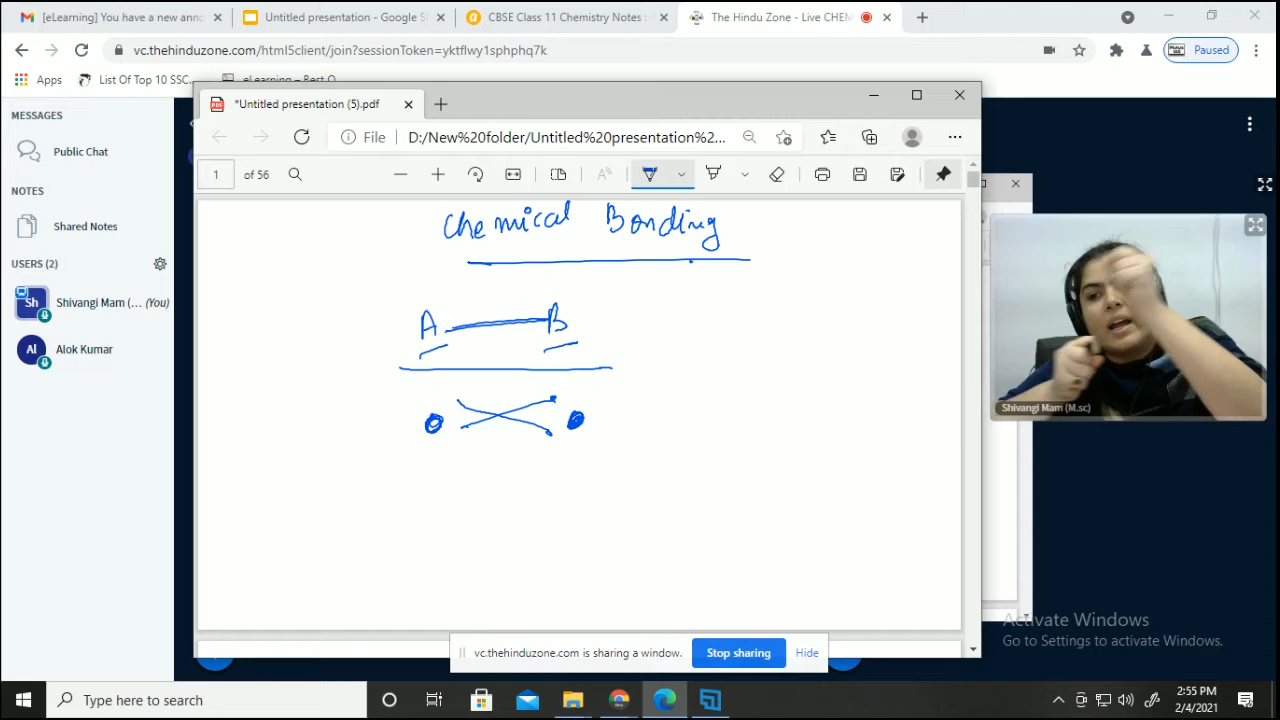 [eLearning] You have a new anno
Untitled presentation - Google S
CBSE Class 11 Chemistry Notes
The Hindu Zone - Live CHEM
vc.thehinduzone.com/html5client/join?sessionToken=yktflwy1sphphq7k
Paused
Apps
List Of Top 10 SSC...
eLearning – Best O
*Untitled presentation (5).pdf
File
D:/New%20folder/Untitled%20presentation%2...
1
of 56
MESSAGES
Public Chat
NOTES
Shared Notes
USERS (2)
Sh
Shivangi Mam (... (You)
Al
Alok Kumar
Chemical Bonding
A B
Shivangi Mam (M.sc)
Activate Windows
Go to Settings to activate Windows.
vc.thehinduzone.com is sharing a window.
Stop sharing
Hide
Type here to search
2:55 PM
2/4/2021